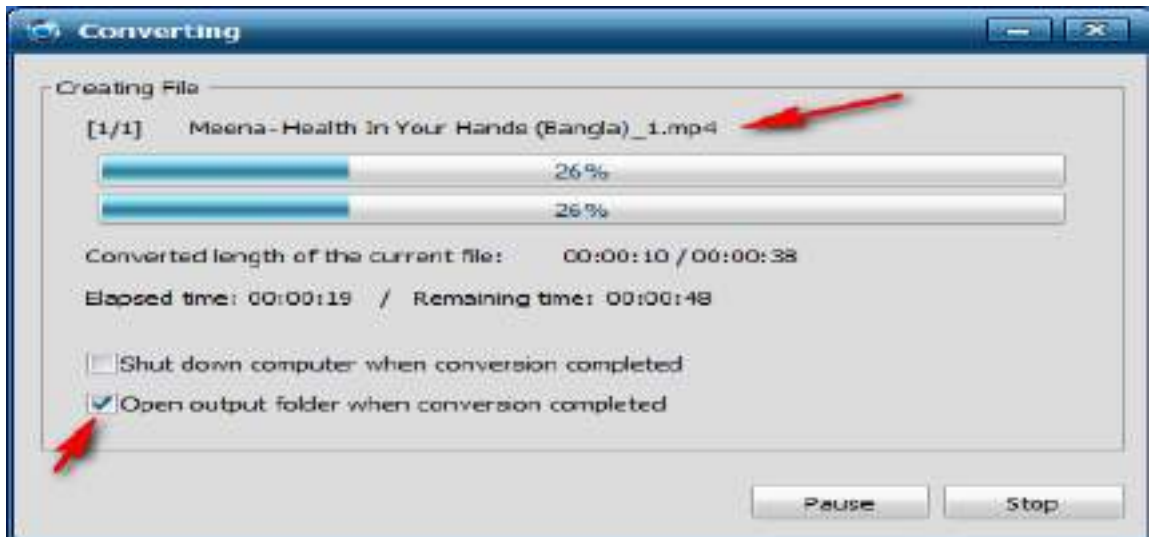 Converting
Creating File
[1/1] Meena-Health In Your Hands (Bangla)_1.mp4
26%
26%
Converted length of the current file: 00:00:10 / 00:00:38
Elapsed time: 00:00:19 / Remaining time: 00:00:48
Shut down computer when conversion completed
Open output folder when conversion completed
Pause Stop